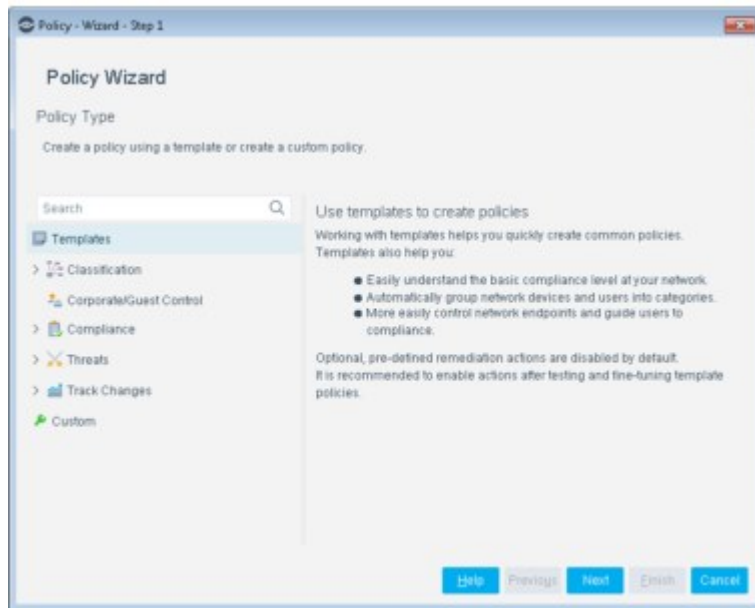 Policy - Wizard - Step 1
Policy Wizard
Policy Type
Create a policy using a template or create a custom policy.
Search
Templates
Classification
Corporate/Guest Control
Compliance
Threats
Track Changes
Custom
Use templates to create policies
Working with templates helps you quickly create common policies.
Templates also help you:
● Easily understand the basic compliance level at your network.
● Automatically group network devices and users into categories.
● More easily control network endpoints and guide users to
compliance.
Optional, pre-defined remediation actions are disabled by default.
It is recommended to enable actions after testing and fine-tuning template
policies.
Help Previous Next Finish Cancel